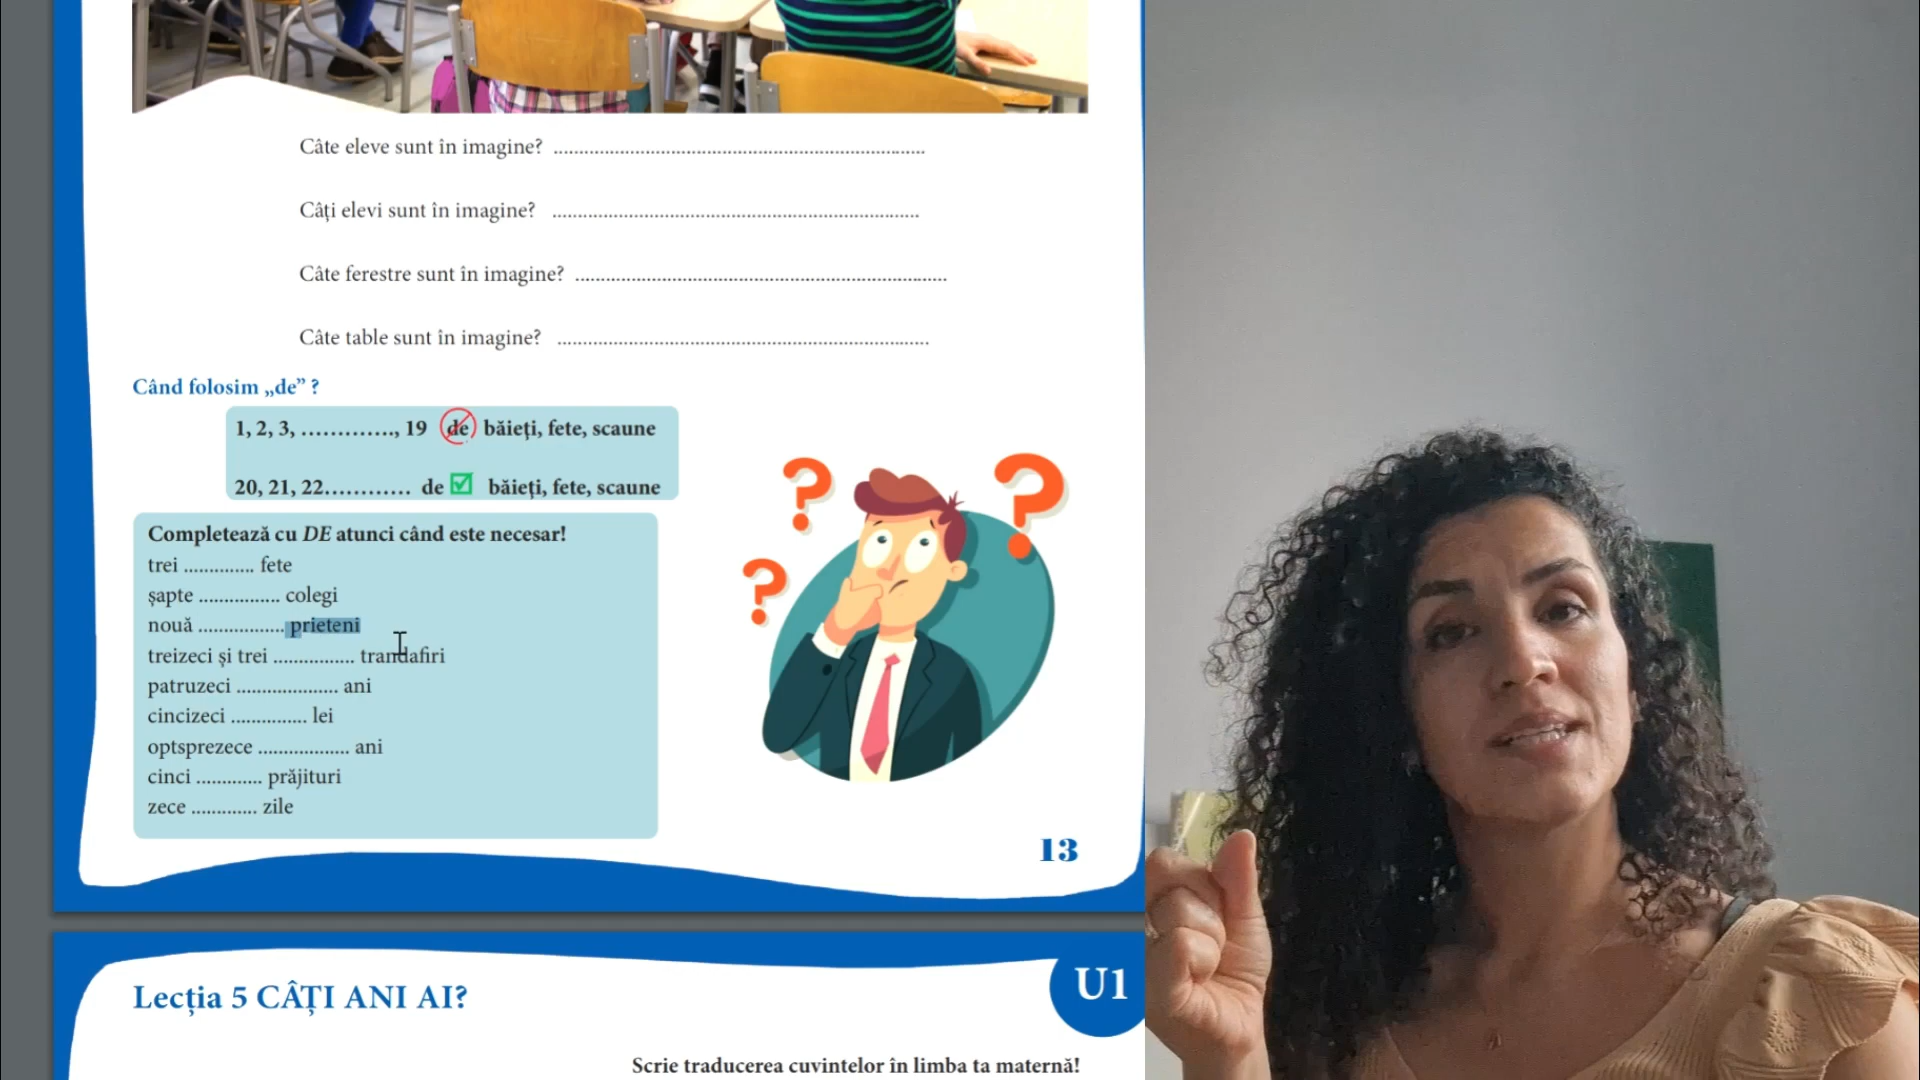 Câte eleve sunt în imagine? ..........................................................................
Câți elevi sunt în imagine? ..........................................................................
Câte ferestre sunt în imagine? ..........................................................................
Câte table sunt în imagine? ..........................................................................
Când folosim „de” ?
1, 2, 3, …………., 19 de băieți, fete, scaune
20, 21, 22………… de băieți, fete, scaune
Completează cu DE atunci când este necesar!
trei .............. fete
șapte ................ colegi
nouă ................. prieteni
treizeci și trei ................ trandafiri
patruzeci .................... ani
cincizeci ............... lei
optsprezece .................. ani
cinci ............. prăjituri
zece ............. zile
13
Lecția 5 CÂȚI ANI AI?
U1
Scrie traducerea cuvintelor în limba ta maternă!